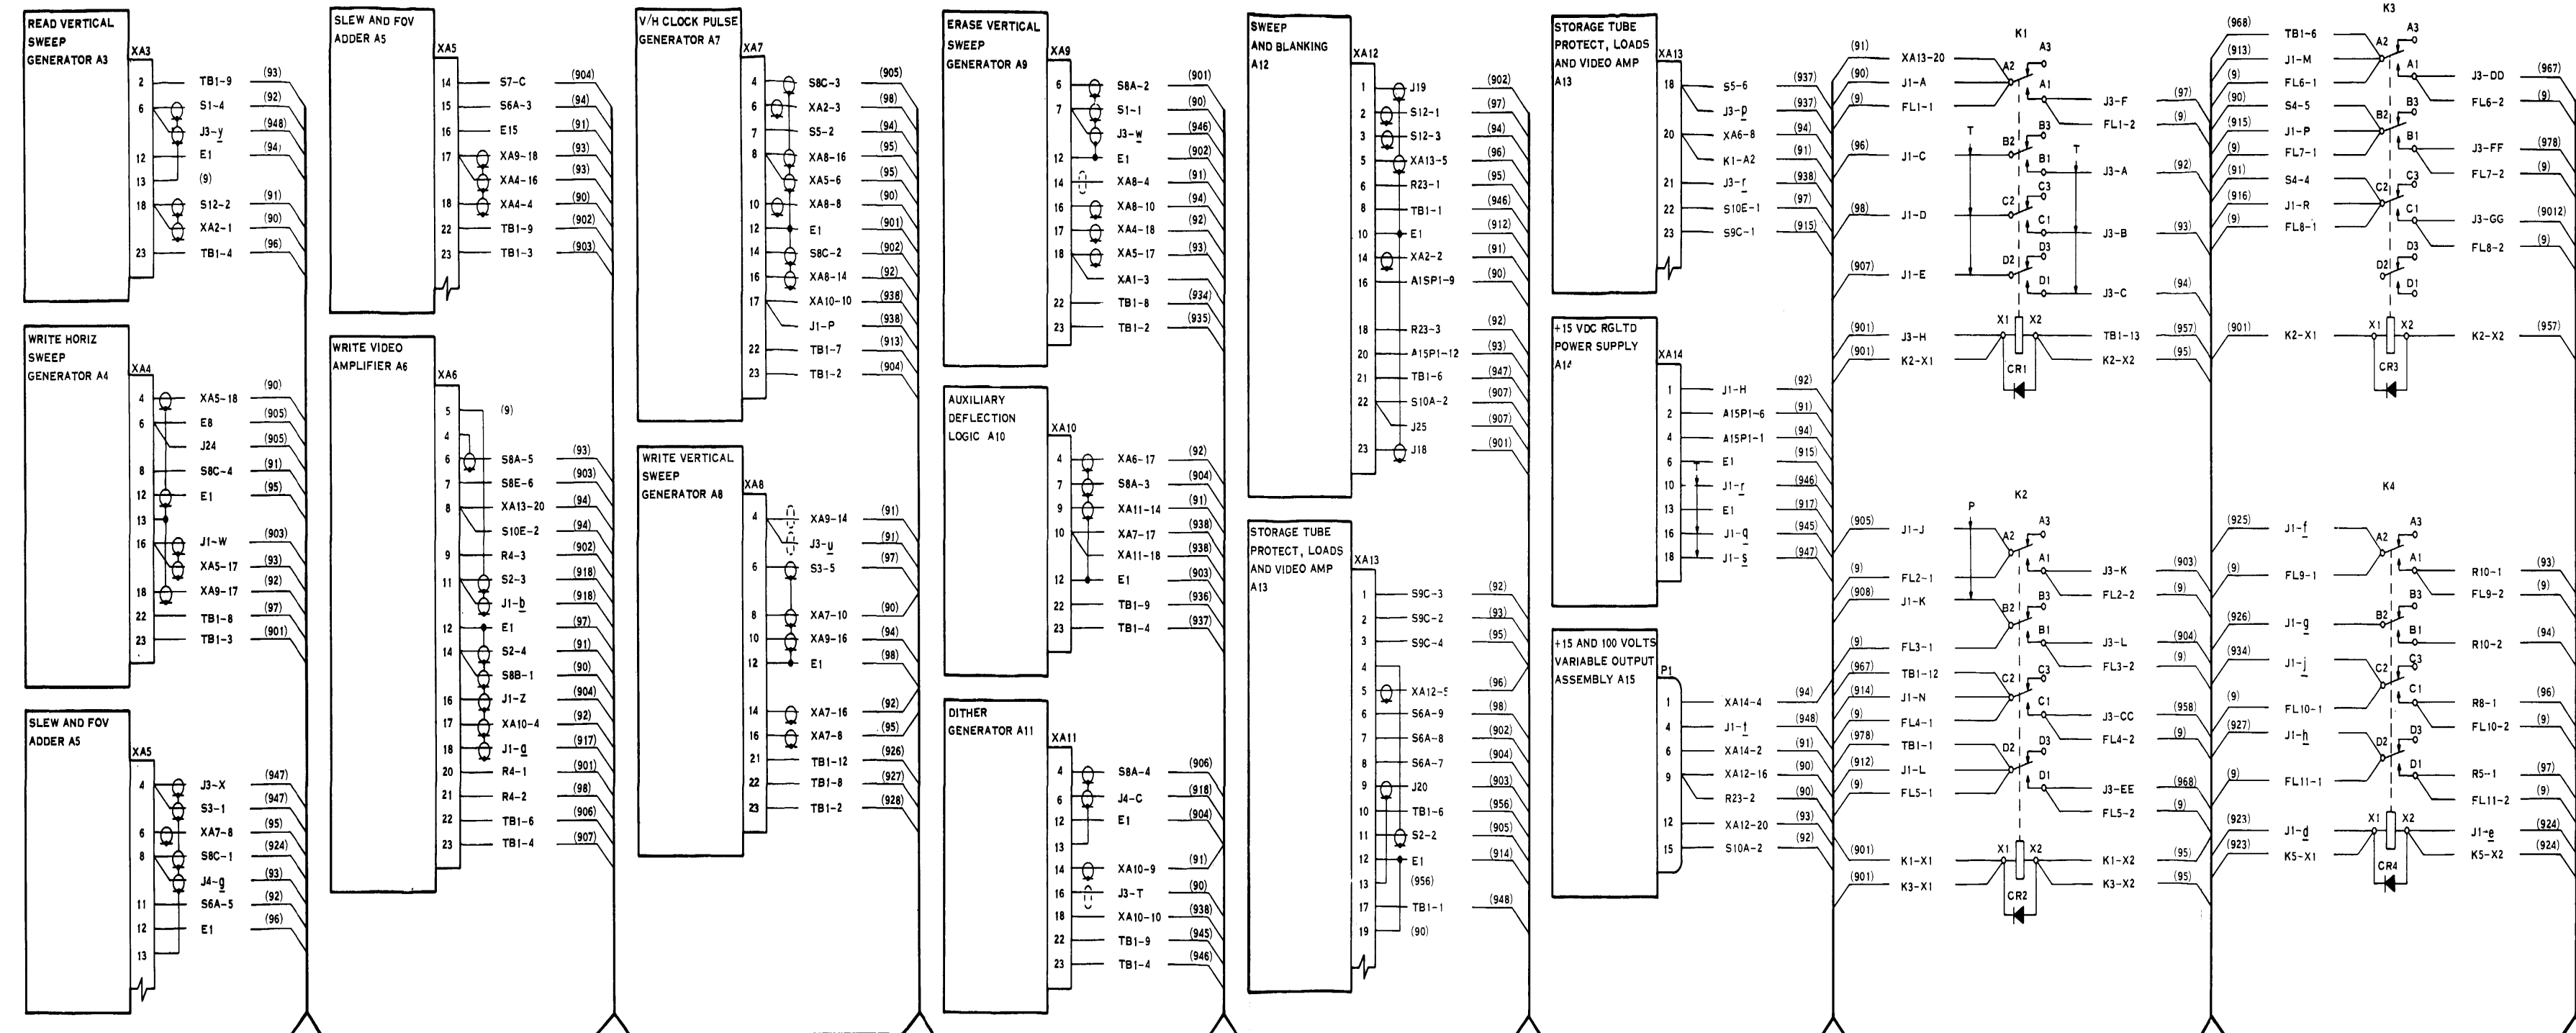 READ VERTICAL
SWEEP
GENERATOR A3
XA3
2 TB1-9 (93)
6 S1-4 (92)
J3-y (948)
12 E1 (94)
13 (9)
18 S12-2 (91)
XA2-1 (90)
23 TB1-4 (96)
WRITE HORIZ
SWEEP
GENERATOR A4
XA4
4 XA5-18 (90)
6 E8 (905)
J24 (905)
8 S8C-4 (91)
12 E1 (95)
13
16 J1-W (903)
XA5-17 (93)
18 XA9-17 (92)
22 TB1-8 (97)
23 TB1-3 (901)
SLEW AND FOV
ADDER A5
XA5
4 J3-X (947)
S3-1 (947)
6 XA7-8 (95)
8 S8C-1 (924)
J4-g (93)
11 S6A-5 (92)
12 E1 (96)
13
SLEW AND FOV
ADDER A5
XA5
14 S7-C (904)
15 S6A-3 (94)
16 E15 (91)
17 XA9-18 (93)
XA4-16 (93)
18 XA4-4 (90)
22 TB1-9 (902)
23 TB1-3 (903)
WRITE VIDEO
AMPLIFIER A6
XA6
5 (9)
4
6 S8A-5 (93)
7 S8E-6 (903)
8 XA13-20 (94)
S10E-2 (94)
9 R4-3 (902)
11 S2-3 (918)
J1-b (918)
12 E1 (97)
14 S2-4 (91)
S8B-1 (90)
16 J1-Z (904)
17 XA10-4 (92)
18 J1-a (917)
20 R4-1 (901)
21 R4-2 (98)
22 TB1-6 (906)
23 TB1-4 (907)
V/H CLOCK PULSE
GENERATOR A7
XA7
4 S8C-3 (905)
6 XA2-3 (98)
7 S5-2 (94)
8 XA8-16 (95)
XA5-6 (95)
10 XA8-8 (90)
12 E1 (901)
14 S8C-2 (902)
16 XA8-14 (92)
17 XA10-10 (938)
J1-P (938)
22 TB1-7 (913)
23 TB1-2 (904)
WRITE VERTICAL
SWEEP
GENERATOR A8
XA8
4 XA9-14 (91)
J3-u (91)
6 S3-5 (97)
8 XA7-10 (90)
10 XA9-16 (94)
12 E1 (98)
14 XA7-16 (92)
16 XA7-8 (95)
21 TB1-12 (926)
22 TB1-8 (927)
23 TB1-2 (928)
ERASE VERTICAL
SWEEP
GENERATOR A9
XA9
6 S8A-2 (901)
7 S1-1 (90)
J3-w (946)
12 E1 (902)
14 XA8-4 (91)
16 XA8-10 (94)
17 XA4-18 (92)
18 XA5-17 (93)
XA1-3
22 TB1-8 (934)
23 TB1-2 (935)
AUXILIARY
DEFLECTION
LOGIC A10
XA10
4 XA6-17 (92)
7 S8A-3 (904)
9 XA11-14 (91)
10 XA7-17 (938)
XA11-18 (938)
12 E1 (903)
22 TB1-9 (936)
23 TB1-4 (937)
DITHER
GENERATOR A11
XA11
4 S8A-4 (906)
6 J4-C (918)
12 E1 (904)
13
14 XA10-9 (91)
16 J3-T (90)
18 XA10-10 (938)
22 TB1-9 (945)
23 TB1-4 (946)
SWEEP
AND BLANKING
A12
XA12
1 J19 (902)
2 S12-1 (97)
3 S12-3 (94)
5 XA13-5 (96)
6 R23-1 (95)
8 TB1-1 (946)
10 E1 (912)
14 XA2-2 (91)
16 A15P1-9 (90)
18 R23-3 (92)
20 A15P1-12 (93)
21 TB1-6 (947)
22 S10A-2 (907)
J25 (907)
23 J18 (901)
STORAGE TUBE
PROTECT, LOADS
AND VIDEO AMP
A13
XA13
1 S9C-3 (92)
2 S9C-2 (93)
3 S9C-4 (95)
4
5 XA12-5 (96)
6 S6A-9 (98)
7 S6A-8 (902)
8 S6A-7 (904)
9 J20 (903)
10 TB1-6 (956)
11 S2-2 (905)
12 E1 (914)
13 (956)
17 TB1-1 (948)
19 (90)
STORAGE TUBE
PROTECT, LOADS
AND VIDEO AMP
A13
XA13
18 S5-6 (937)
J3-p (937)
20 XA6-8 (94)
K1-A2 (91)
21 J3-r (938)
22 S10E-1 (97)
23 S9C-1 (915)
+15 VDC RGLTD
POWER SUPPLY
A14
XA14
1 J1-H (92)
2 A15P1-6 (91)
4 A15P1-1 (94)
6 T E1 (915)
10 J1-r (946)
13 E1 (917)
16 J1-q (945)
18 J1-s (947)
+15 AND 100 VOLTS
VARIABLE OUTPUT
ASSEMBLY A15
P1
1 XA14-4 (94)
4 J1-t (948)
6 XA14-2 (91)
9 XA12-16 (90)
R23-2 (90)
12 XA12-20 (93)
15 S10A-2 (92)
K1
(91) XA13-20 A2 A3
(90) J1-A A1
(9) FL1-1 J3-F (97)
FL1-2 (9)
T B3
(96) J1-C B2 B1 T
J3-A (92)
C3
(98) J1-D C2 C1
J3-B (93)
D3
(907) J1-E D2 D1
J3-C (94)
(901) J3-H X1 X2 TB1-13 (957)
(901) K2-X1 K2-X2 (95)
CR1
K2
P
(905) J1-J A2 A3
A1 J3-K (903)
(9) FL2-1 FL2-2 (9)
(908) J1-K B2 B3
B1 J3-L (904)
(9) FL3-1 FL3-2 (9)
(967) TB1-12 C2 C3
(914) J1-N C1
(9) FL4-1 J3-CC (958)
FL4-2 (9)
(978) TB1-1 D2 D3
(912) J1-L D1
(9) FL5-1 J3-EE (968)
FL5-2 (9)
(901) K1-X1 X1 X2 K1-X2 (95)
(901) K3-X1 K3-X2 (95)
CR2
K3
(968) TB1-6 A2 A3
(913) J1-M A1
(9) FL6-1 J3-DD (967)
FL6-2 (9)
(90) S4-5 B2 B3
(915) J1-P B1
(9) FL7-1 J3-FF (978)
FL7-2 (9)
(91) S4-4 C2 C3
(916) J1-R C1
(9) FL8-1 J3-GG (9012)
FL8-2 (9)
D3
D2
D1
(901) K2-X1 X1 X2 K2-X2 (957)
CR3
K4
(925) J1-f A2 A3
A1
(9) FL9-1 R10-1 (93)
FL9-2 (9)
B3
(926) J1-g B2 B1
R10-2 (94)
(934) J1-j C2 C3
C1
(9) FL10-1 R8-1 (96)
FL10-2 (9)
(927) J1-h D2 D3
D1
(9) FL11-1 R5-1 (97)
FL11-2 (9)
(923) J1-d X1 X2 J1-e (924)
(923) K5-X1 K5-X2 (924)
CR4